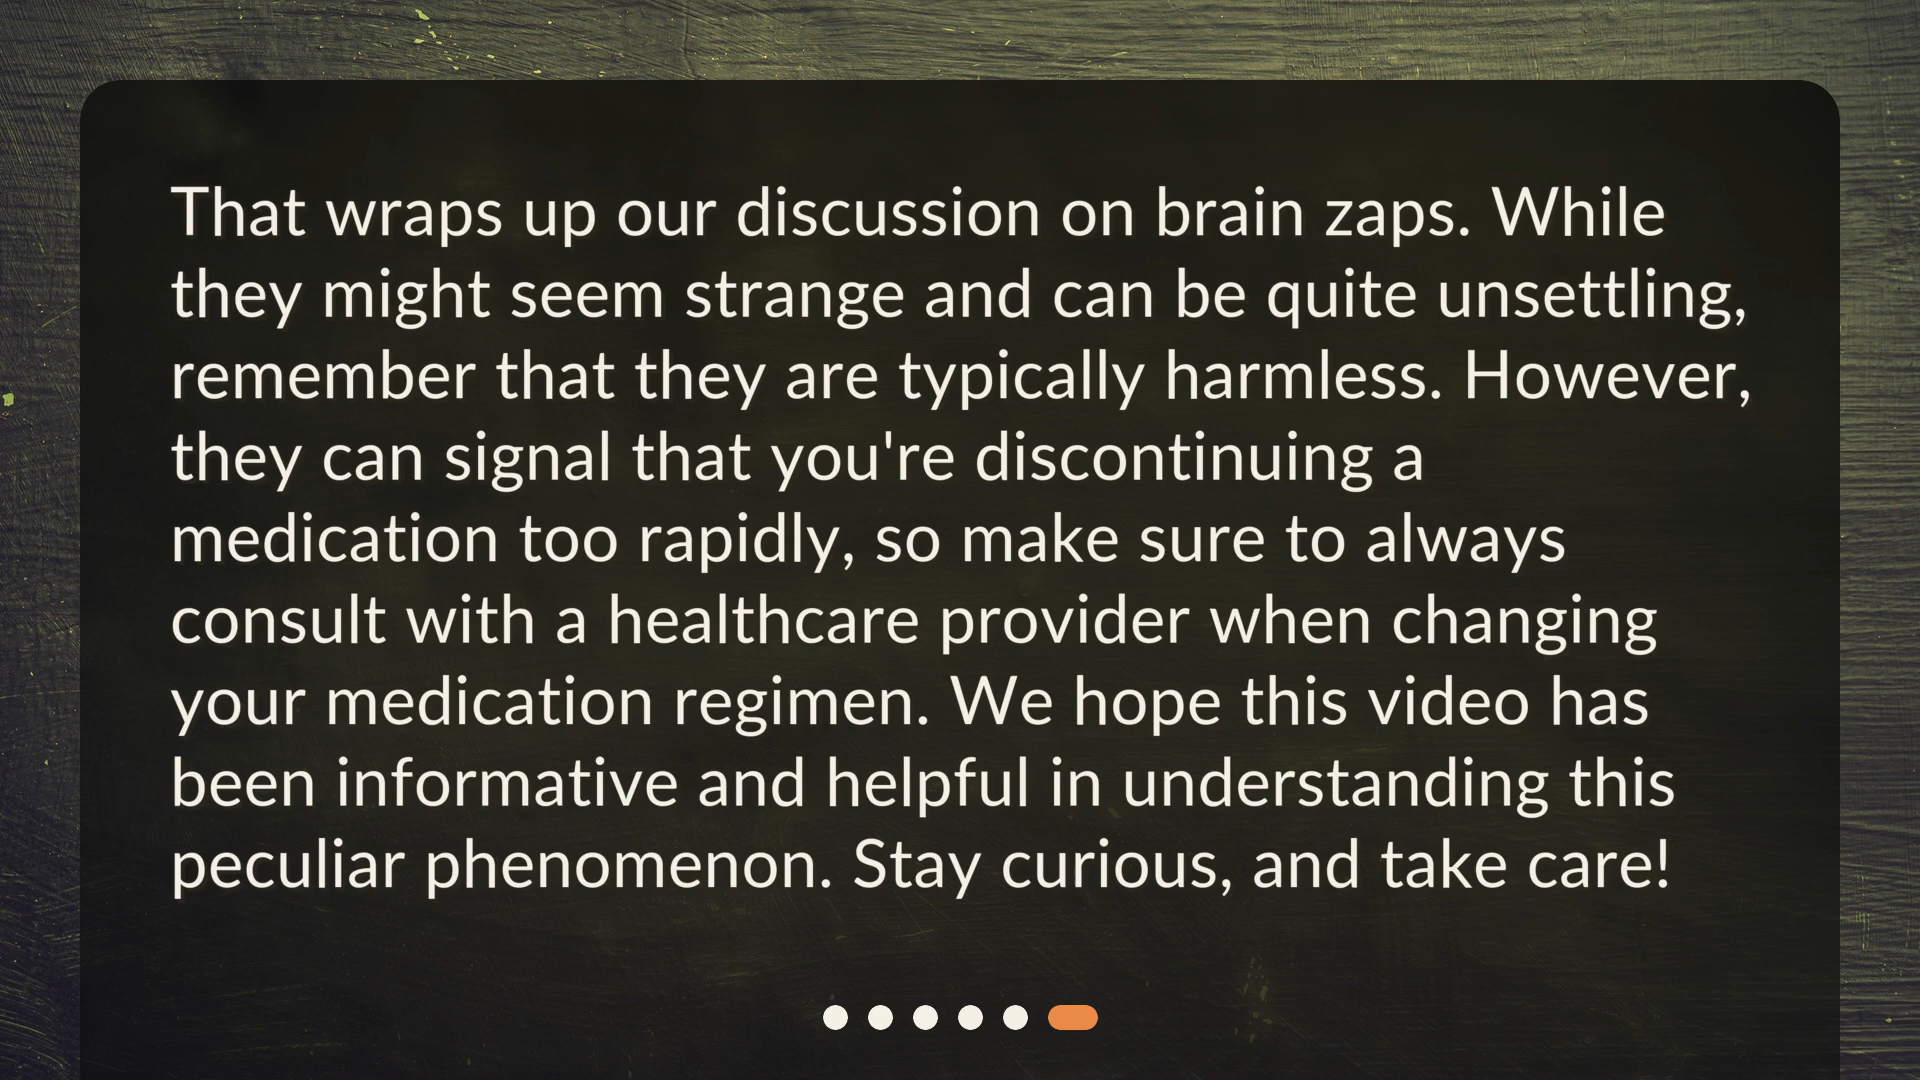 That wraps up our discussion on brain zaps. While
they might seem strange and can be quite unsettling,
remember that they are typically harmless. However,
they can signal that you're discontinuing a
medication too rapidly, so make sure to always
consult with a healthcare provider when changing
your medication regimen. We hope this video has
been informative and helpful in understanding this
peculiar phenomenon. Stay curious, and take care!